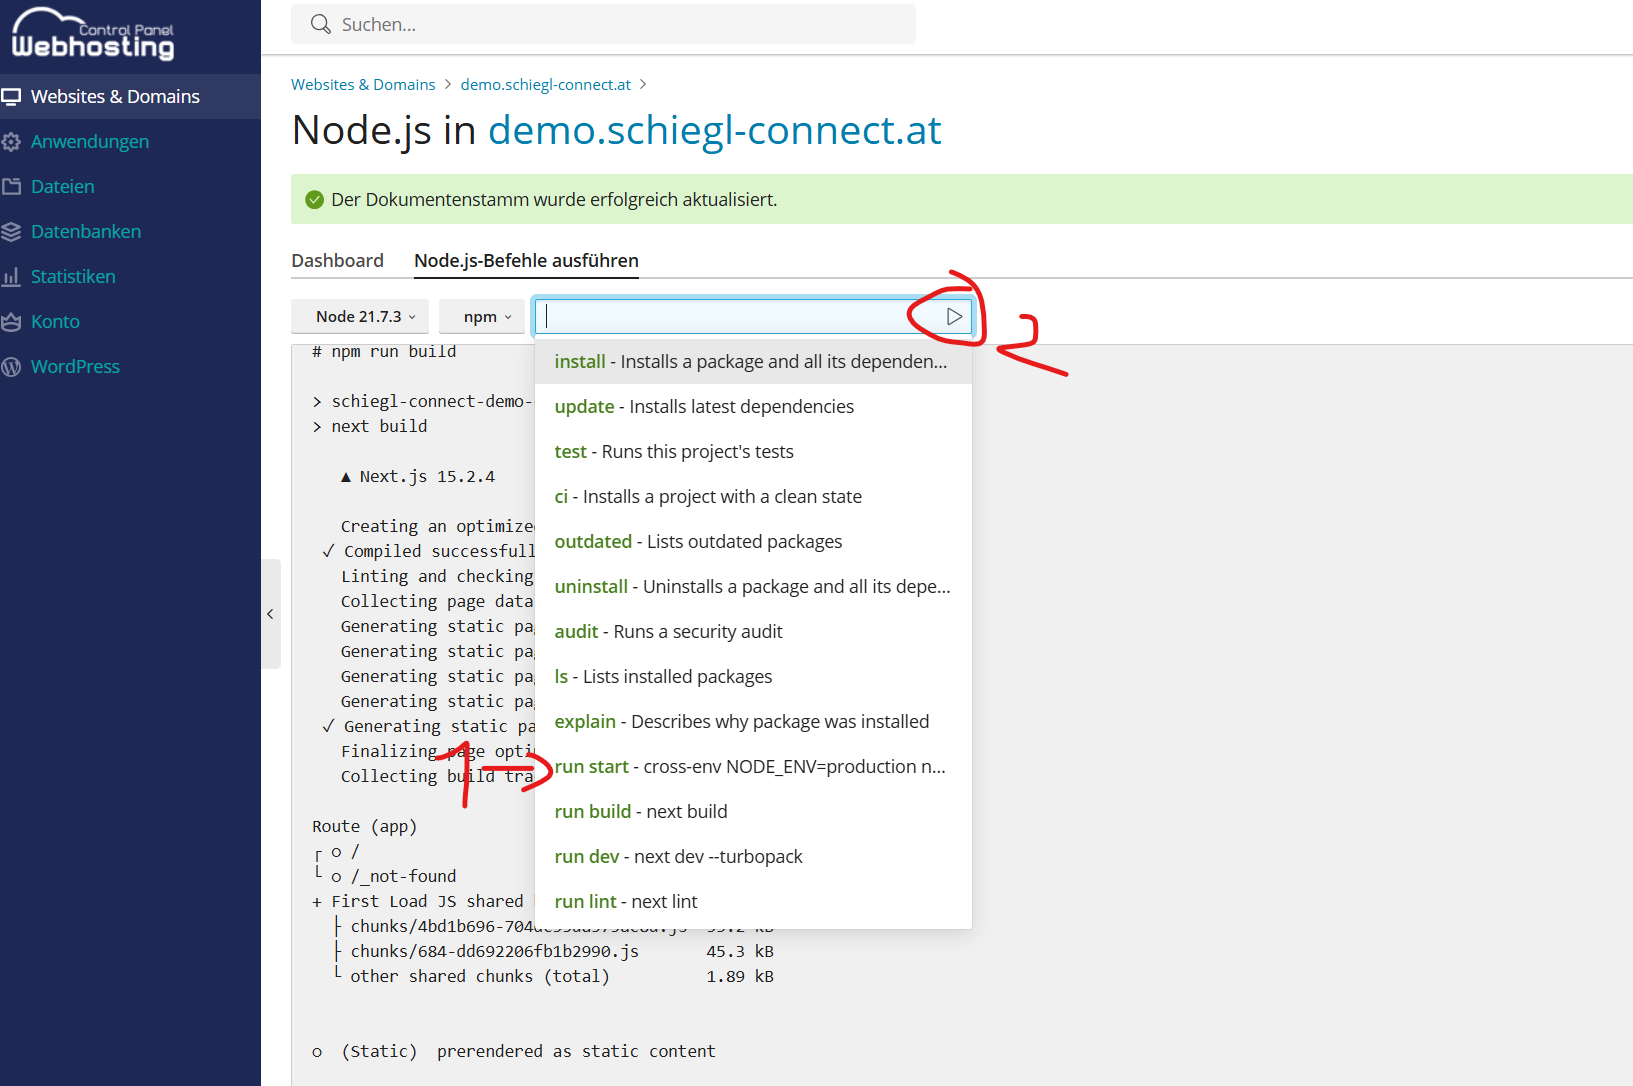 Control Panel
Webhosting
Suchen...
Websites & Domains
Anwendungen
Dateien
Datenbanken
Statistiken
Konto
WordPress
Websites & Domains > demo.schiegl-connect.at >
Node.js in demo.schiegl-connect.at
Der Dokumentenstamm wurde erfolgreich aktualisiert.
Dashboard Node.js-Befehle ausführen
Node 21.7.3 npm
2
install - Installs a package and all its dependen...
update - Installs latest dependencies
test - Runs this project's tests
ci - Installs a project with a clean state
outdated - Lists outdated packages
uninstall - Uninstalls a package and all its depe...
audit - Runs a security audit
ls - Lists installed packages
explain - Describes why package was installed
1
run start - cross-env NODE_ENV=production n...
run build - next build
run dev - next dev --turbopack
run lint - next lint
# npm run build
> schiegl-connect-demo-
> next build
▲ Next.js 15.2.4
Creating an optimize
✓ Compiled successfull
Linting and checking
Collecting page data
Generating static pa
Generating static pa
Generating static pa
Generating static pa
✓ Generating static pa
Finalizing page opti
Collecting build tra
Route (app)
┌ ○ /
└ ○ /_not-found
+ First Load JS shared
├ chunks/4bd1b696- kB
├ chunks/684-dd692206fb1b2990.js 45.3 kB
└ other shared chunks (total) 1.89 kB
○ (Static) prerendered as static content